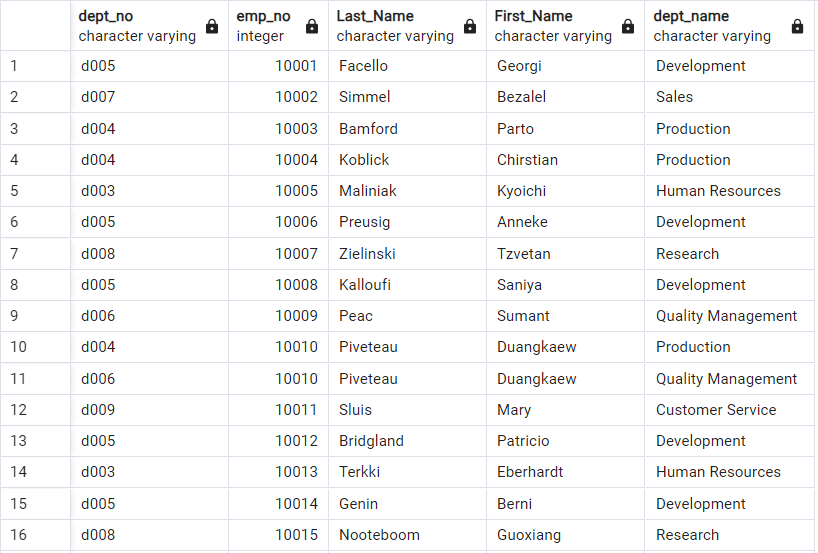 dept_no emp_no Last_Name First_Name dept_name
character varying integer character varying character varying character varying
1 d005 10001 Facello Georgi Development
2 d007 10002 Simmel Bezalel Sales
3 d004 10003 Bamford Parto Production
4 d004 10004 Koblick Chirstian Production
5 d003 10005 Maliniak Kyoichi Human Resources
6 d005 10006 Preusig Anneke Development
7 d008 10007 Zielinski Tzvetan Research
8 d005 10008 Kalloufi Saniya Development
9 d006 10009 Peac Sumant Quality Management
10 d004 10010 Piveteau Duangkaew Production
11 d006 10010 Piveteau Duangkaew Quality Management
12 d009 10011 Sluis Mary Customer Service
13 d005 10012 Bridgland Patricio Development
14 d003 10013 Terkki Eberhardt Human Resources
15 d005 10014 Genin Berni Development
16 d008 10015 Nooteboom Guoxiang Research